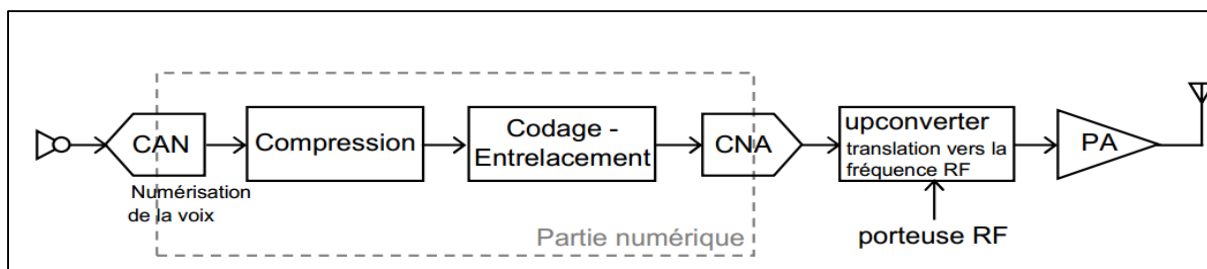 CAN
Numérisation
de la voix
Compression
Codage -
Entrelacement
CNA
upconverter
translation vers la
fréquence RF
PA
Partie numérique
porteuse RF